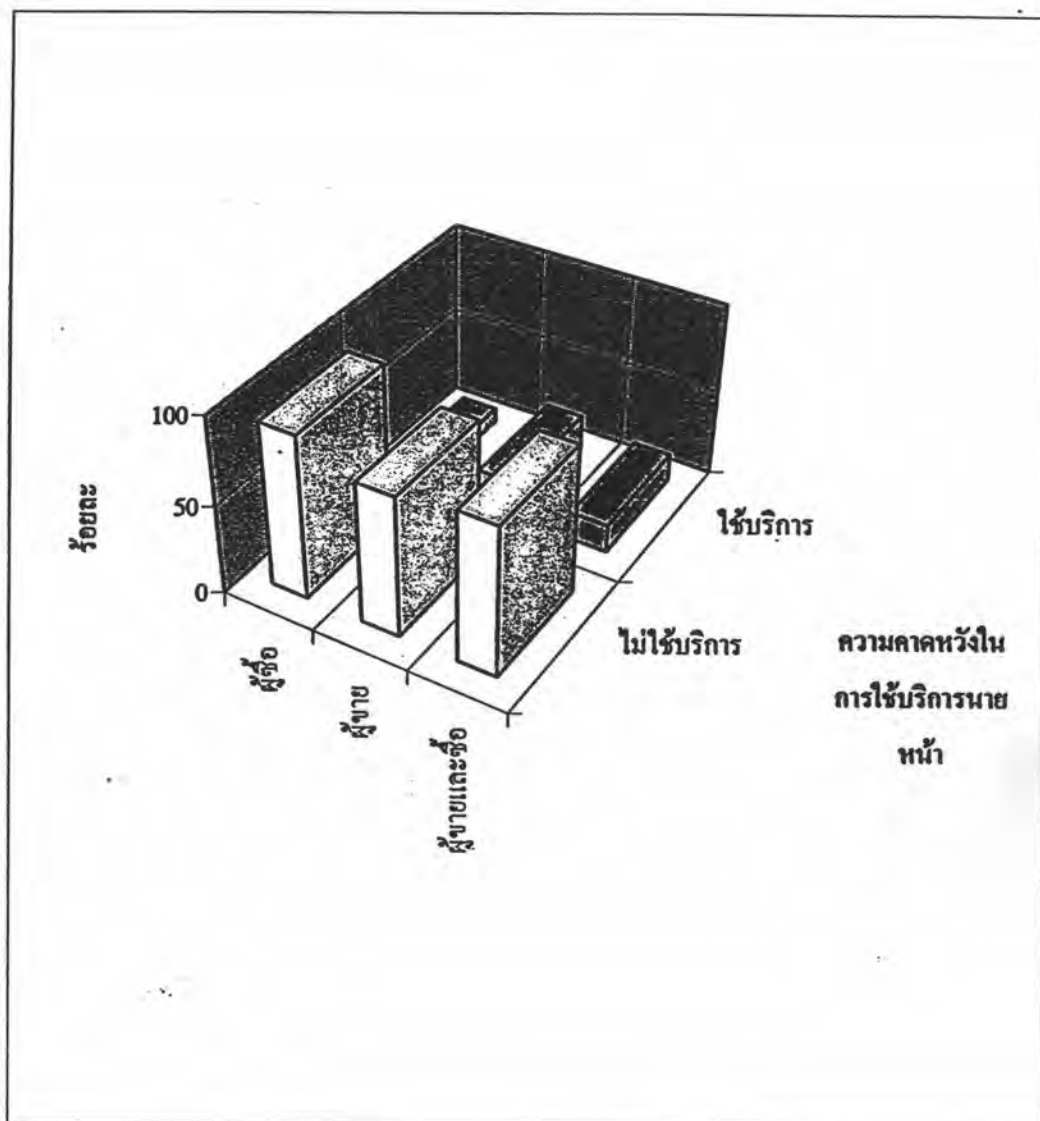 100
50
0
ร้อยละ
ผู้ซื้อ
ผู้ขาย
ผู้ขายและซื้อ
ใช้บริการ
ไม่ใช้บริการ
ความคาดหวังใน
การใช้บริการนาย
หน้า